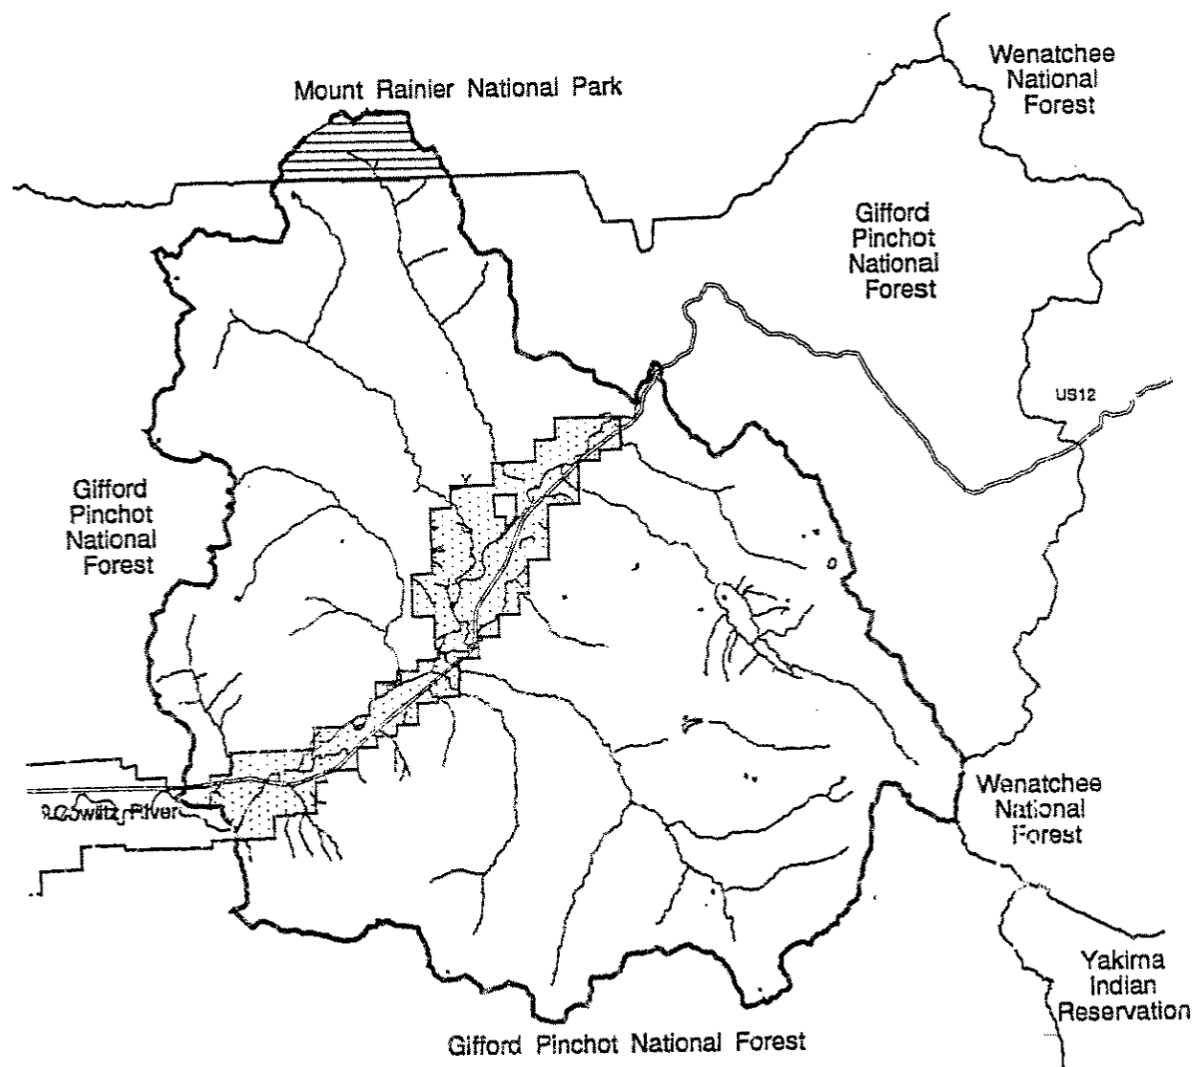 Mount Rainier National Park
Wenatchee
National
Forest
Gifford
Pinchot
National
Forest
US12
Gifford
Pinchot
National
Forest
River
Wenatchee
National
Forest
Yakima
Indian
Reservation
Gifford Pinchot National Forest